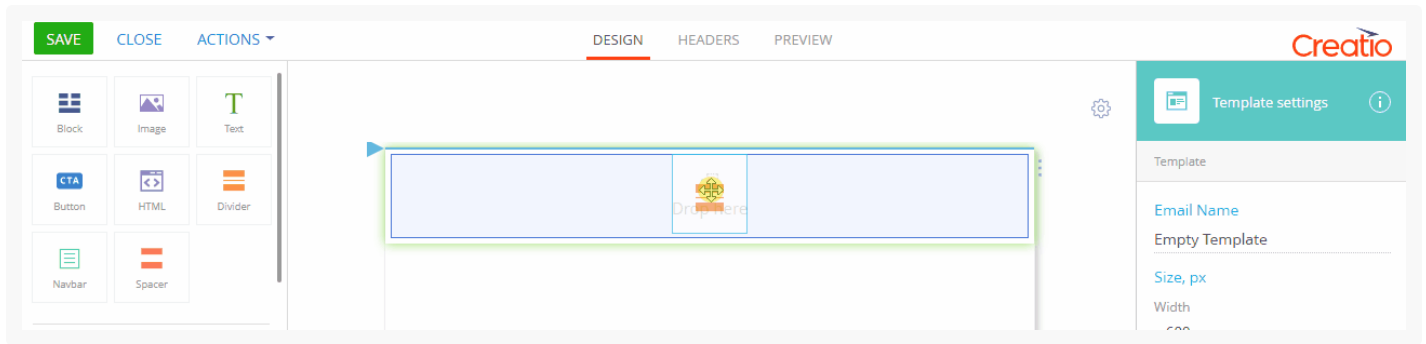 SAVE CLOSE ACTIONS DESIGN HEADERS PREVIEW Creatio
Block Image Text
CTA
Button HTML Divider
Navbar Spacer
Drop here
Template settings
Template
Email Name
Empty Template
Size, px
Width